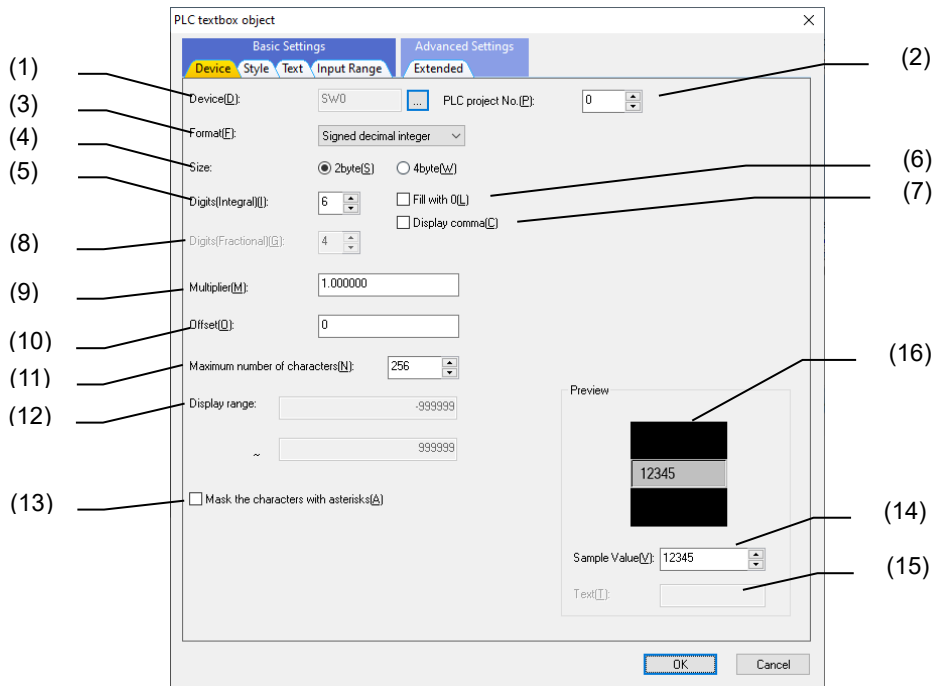 PLC textbox object
Basic Settings Advanced Settings
Device Style Text Input Range Extended
(1) Device(D): SW0 ... PLC project No.(P): 0 (2)
(3) Format(F): Signed decimal integer
(4) Size: 2byte(S) 4byte(W) (6)
(5) Digits(Integral)(I): 6 Fill with 0(L)
Display comma(C) (7)
(8) Digits(Fractional)(G): 4
(9) Multiplier(M): 1.000000
(10) Offset(O): 0
(11) Maximum number of characters(N): 256 (16)
(12) Display range: -999999 Preview
~ 999999
12345
(13) Mask the characters with asterisks(A)
(14)
Sample Value(V): 12345
Text(T): (15)
OK Cancel